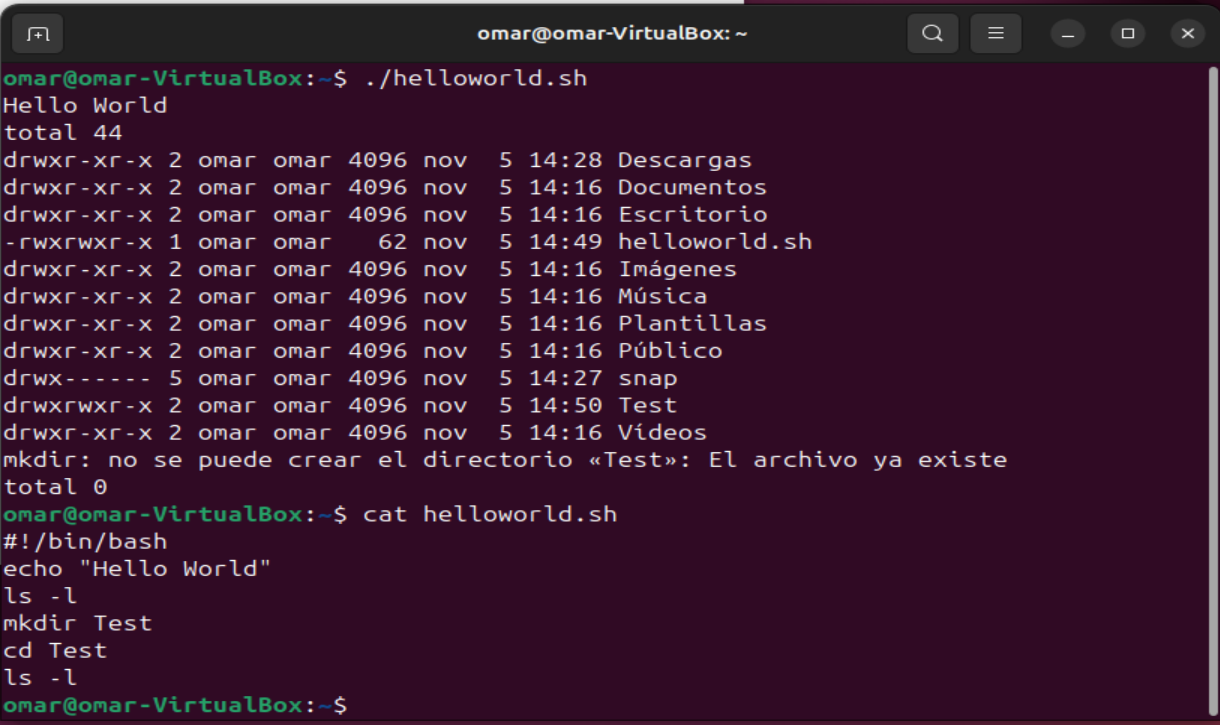 omar@omar-VirtualBox: ~
omar@omar-VirtualBox:~$ ./helloworld.sh
Hello World
total 44
drwxr-xr-x 2 omar omar 4096 nov  5 14:28 Descargas
drwxr-xr-x 2 omar omar 4096 nov  5 14:16 Documentos
drwxr-xr-x 2 omar omar 4096 nov  5 14:16 Escritorio
-rwxrwxr-x 1 omar omar   62 nov  5 14:49 helloworld.sh
drwxr-xr-x 2 omar omar 4096 nov  5 14:16 Imágenes
drwxr-xr-x 2 omar omar 4096 nov  5 14:16 Música
drwxr-xr-x 2 omar omar 4096 nov  5 14:16 Plantillas
drwxr-xr-x 2 omar omar 4096 nov  5 14:16 Público
drwx------ 5 omar omar 4096 nov  5 14:27 snap
drwxrwxr-x 2 omar omar 4096 nov  5 14:50 Test
drwxr-xr-x 2 omar omar 4096 nov  5 14:16 Vídeos
mkdir: no se puede crear el directorio «Test»: El archivo ya existe
total 0
omar@omar-VirtualBox:~$ cat helloworld.sh
#!/bin/bash
echo "Hello World"
ls -l
mkdir Test
cd Test
ls -l
omar@omar-VirtualBox:~$